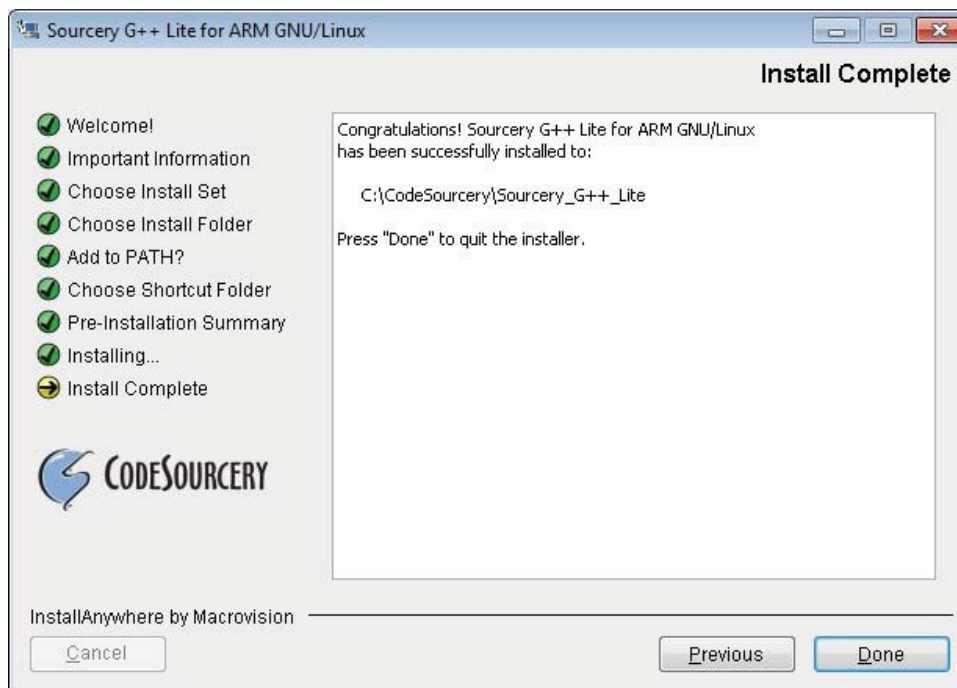 Sourcery G++ Lite for ARM GNU/Linux
Install Complete
Welcome!
Important Information
Choose Install Set
Choose Install Folder
Add to PATH?
Choose Shortcut Folder
Pre-Installation Summary
Installing...
Install Complete
CODESOURCERY
Congratulations! Sourcery G++ Lite for ARM GNU/Linux
has been successfully installed to:
C:\CodeSourcery\Sourcery_G++_Lite
Press "Done" to quit the installer.
InstallAnywhere by Macrovision
Cancel
Previous
Done